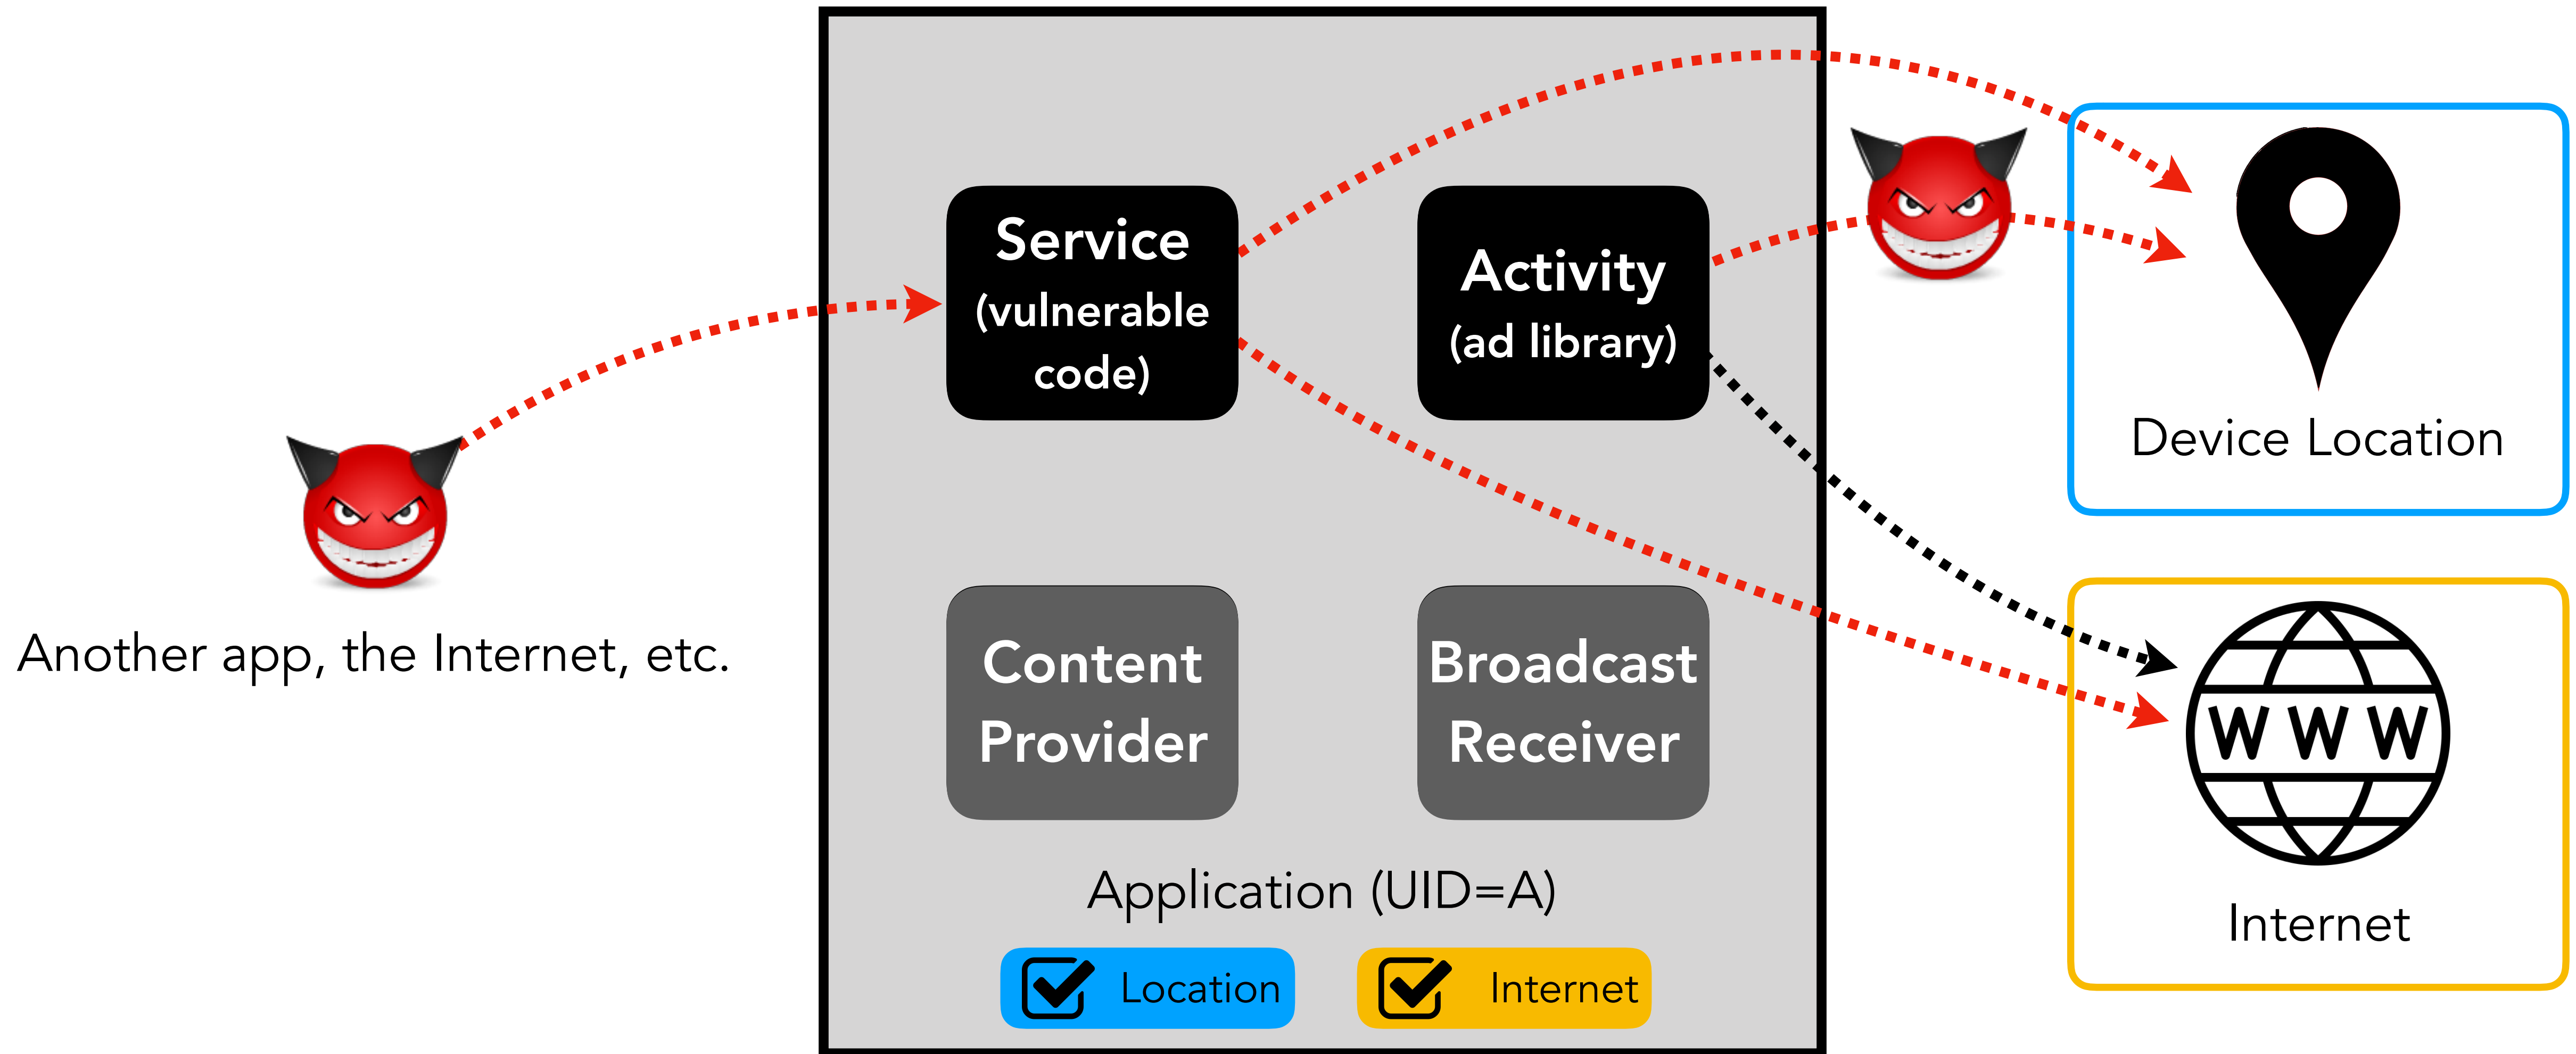 Service
(vulnerable
code)
Activity
(ad library)
Device Location
Another app, the Internet, etc.
Content
Provider
Broadcast
Receiver
WWW
Internet
Application (UID=A)
Location
Internet